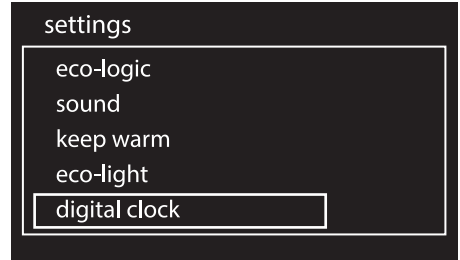 settings
eco-logic
sound
keep warm
eco-light
digital clock